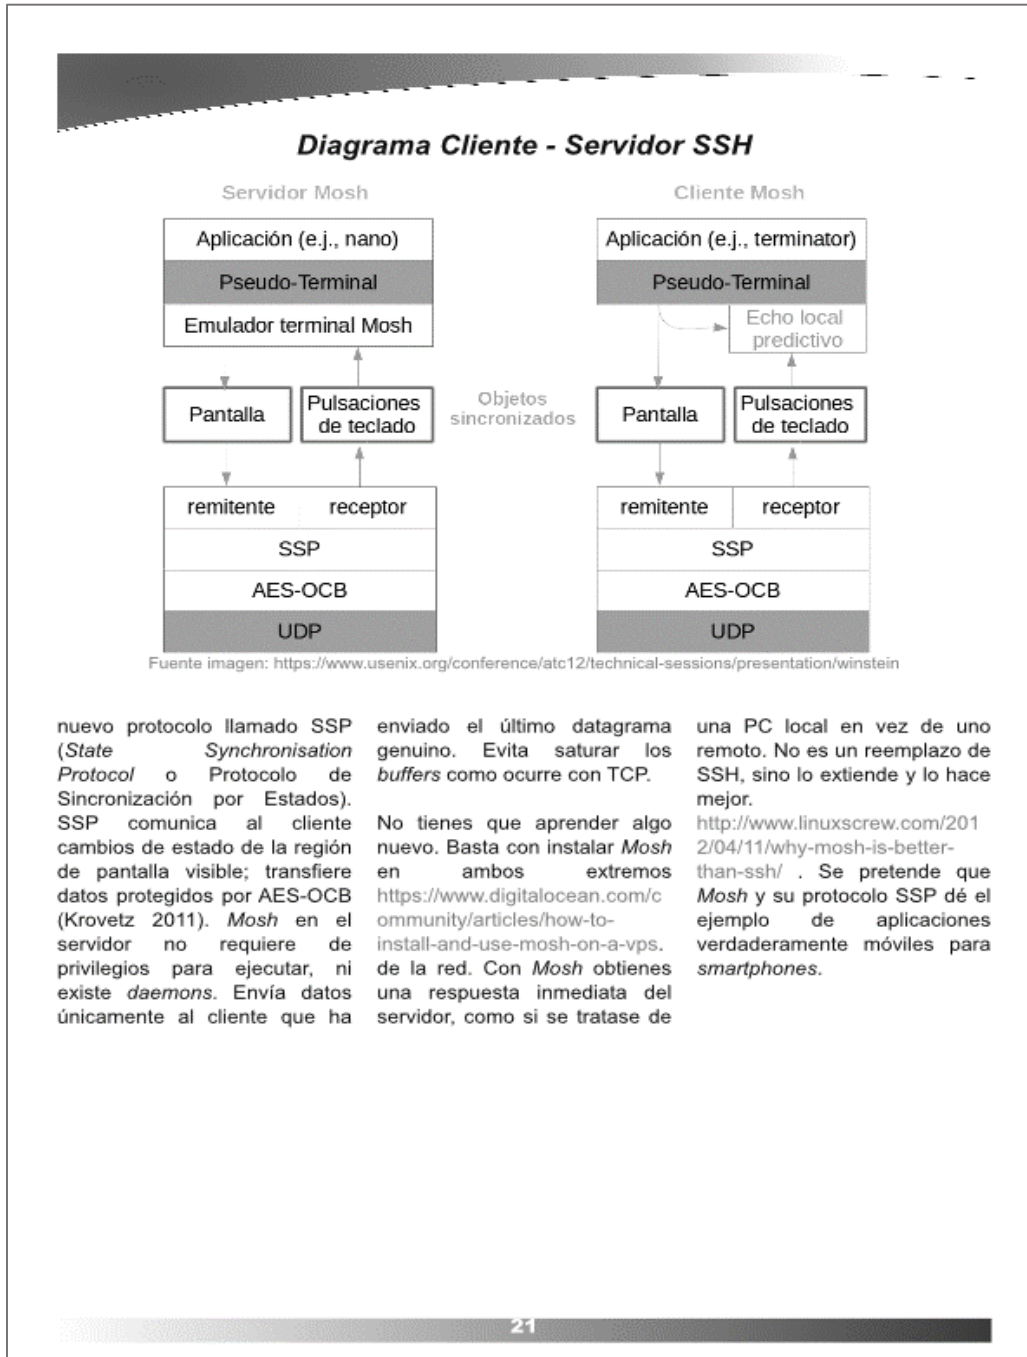 Diagrama Cliente - Servidor SSH
Servidor Mosh
Aplicación (e.j., nano)
Pseudo-Terminal
Emulador terminal Mosh
Pantalla
Pulsaciones
de teclado
remitente
receptor
SSP
AES-OCB
UDP
Objetos
sincronizados
Cliente Mosh
Aplicación (e.j., terminator)
Pseudo-Terminal
Echo local
predictivo
Pantalla
Pulsaciones
de teclado
remitente
receptor
SSP
AES-OCB
UDP
Fuente imagen: https://www.usenix.org/conference/atc12/technical-sessions/presentation/winstein
nuevo protocolo llamado SSP
(State Synchronisation
Protocol o Protocolo de
Sincronización por Estados).
SSP comunica al cliente
cambios de estado de la región
de pantalla visible; transfiere
datos protegidos por AES-OCB
(Krovetz 2011). Mosh en el
servidor no requiere de
privilegios para ejecutar, ni
existe daemons. Envía datos
únicamente al cliente que ha
enviado el último datagrama
genuino. Evita saturar los
buffers como ocurre con TCP.
No tienes que aprender algo
nuevo. Basta con instalar Mosh
en ambos extremos
https://www.digitalocean.com/c
ommunity/articles/how-to-
install-and-use-mosh-on-a-vps.
de la red. Con Mosh obtienes
una respuesta inmediata del
servidor, como si se tratase de
una PC local en vez de uno
remoto. No es un reemplazo de
SSH, sino lo extiende y lo hace
mejor.
http://www.linuxscrew.com/201
2/04/11/why-mosh-is-better-
than-ssh/ . Se pretende que
Mosh y su protocolo SSP dé el
ejemplo de aplicaciones
verdaderamente móviles para
smartphones.
21